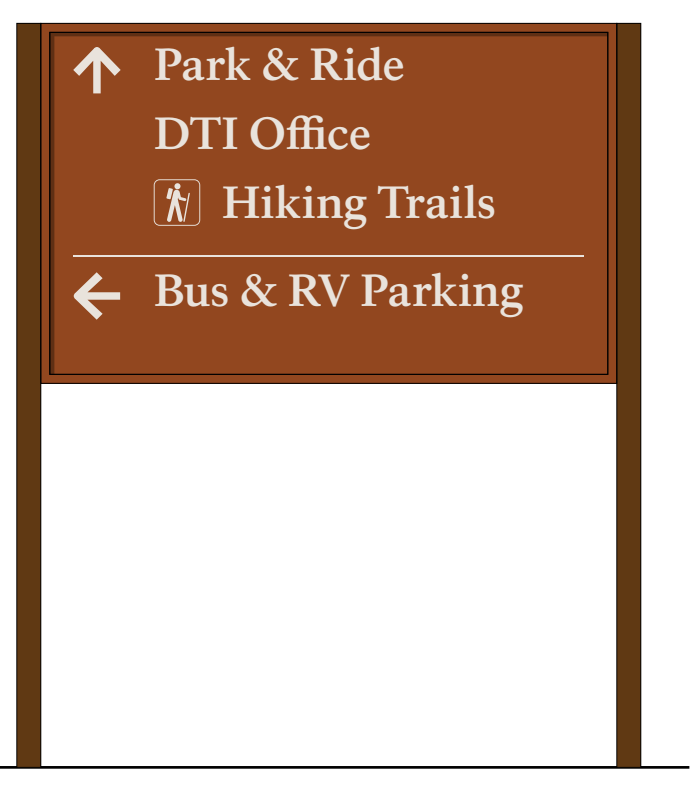 Park & Ride
DTI Office
Hiking Trails
Bus & RV Parking